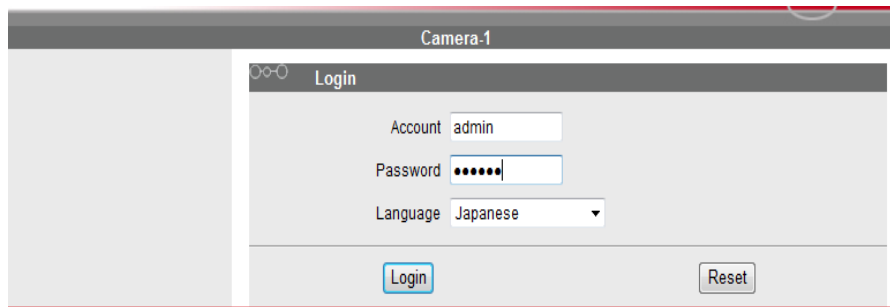 Camera-1
Login
Account admin
Password ••••••
Language Japanese
Login Reset